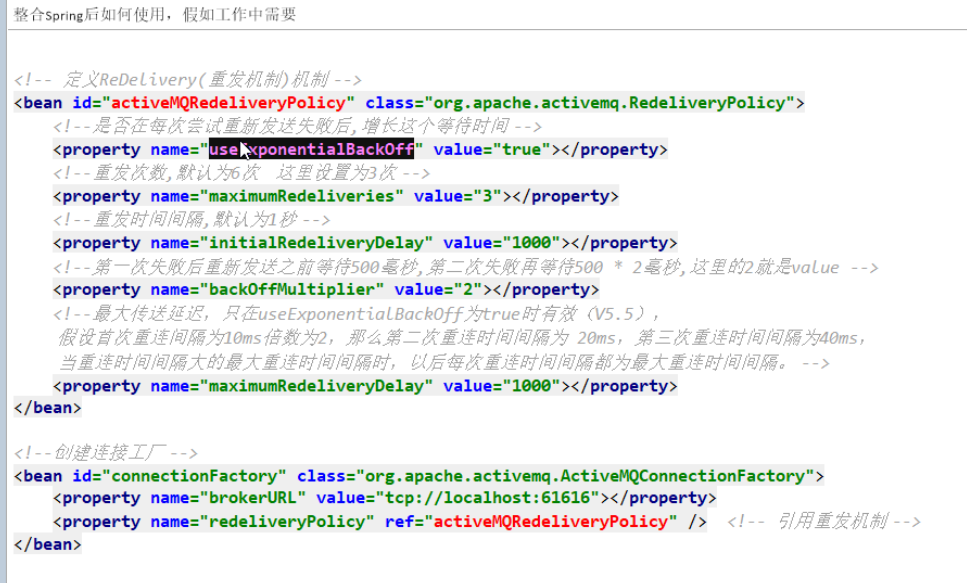 整合Spring后如何使用，假如工作中需要
<!-- 定义ReDelivery(重发机制)机制 -->
<bean id="activeMQRedeliveryPolicy" class="org.apache.activemq.RedeliveryPolicy">
<!--是否在每次尝试重新发送失败后,增长这个等待时间 -->
<property name="useExponentialBackOff" value="true"></property>
<!--重发次数,默认为6次 这里设置为3次 -->
<property name="maximumRedeliveries" value="3"></property>
<!--重发时间间隔,默认为1秒 -->
<property name="initialRedeliveryDelay" value="1000"></property>
<!--第一次失败后重新发送之前等待500毫秒,第二次失败再等待500 * 2毫秒,这里的2就是value -->
<property name="backOffMultiplier" value="2"></property>
<!--最大传送延迟，只在useExponentialBackOff为true时有效（V5.5），
假设首次重连间隔为10ms倍数为2，那么第二次重连时间间隔为 20ms，第三次重连时间间隔为40ms，
当重连时间间隔大的最大重连时间间隔时，以后每次重连时间间隔都为最大重连时间间隔。 -->
<property name="maximumRedeliveryDelay" value="1000"></property>
</bean>
<!--创建连接工厂 -->
<bean id="connectionFactory" class="org.apache.activemq.ActiveMQConnectionFactory">
<property name="brokerURL" value="tcp://localhost:61616"></property>
<property name="redeliveryPolicy" ref="activeMQRedeliveryPolicy" /> <!-- 引用重发机制 -->
</bean>